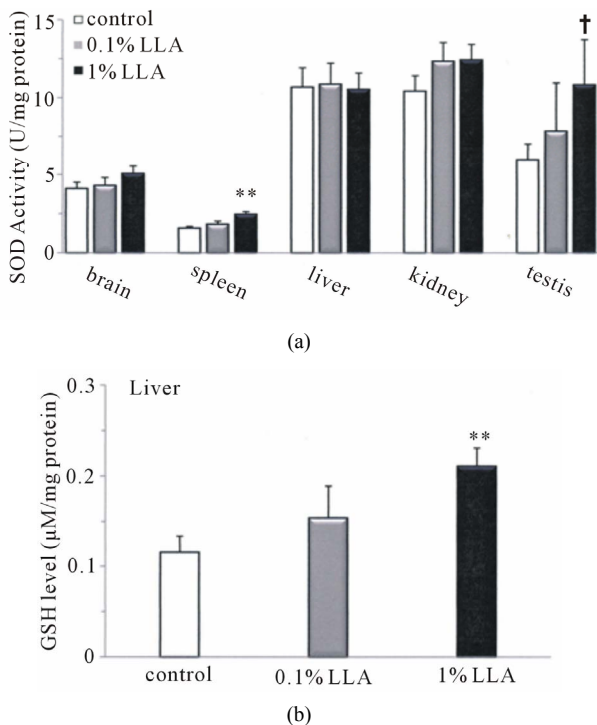 SOD Activity (U/mg protein)
15
10
5
0
control
0.1% LLA
1% LLA
**
†
brain
spleen
liver
kidney
testis
(a)
GSH level (μM/mg protein)
0.3
0.2
0.1
0
Liver
**
control
0.1% LLA
1% LLA
(b)